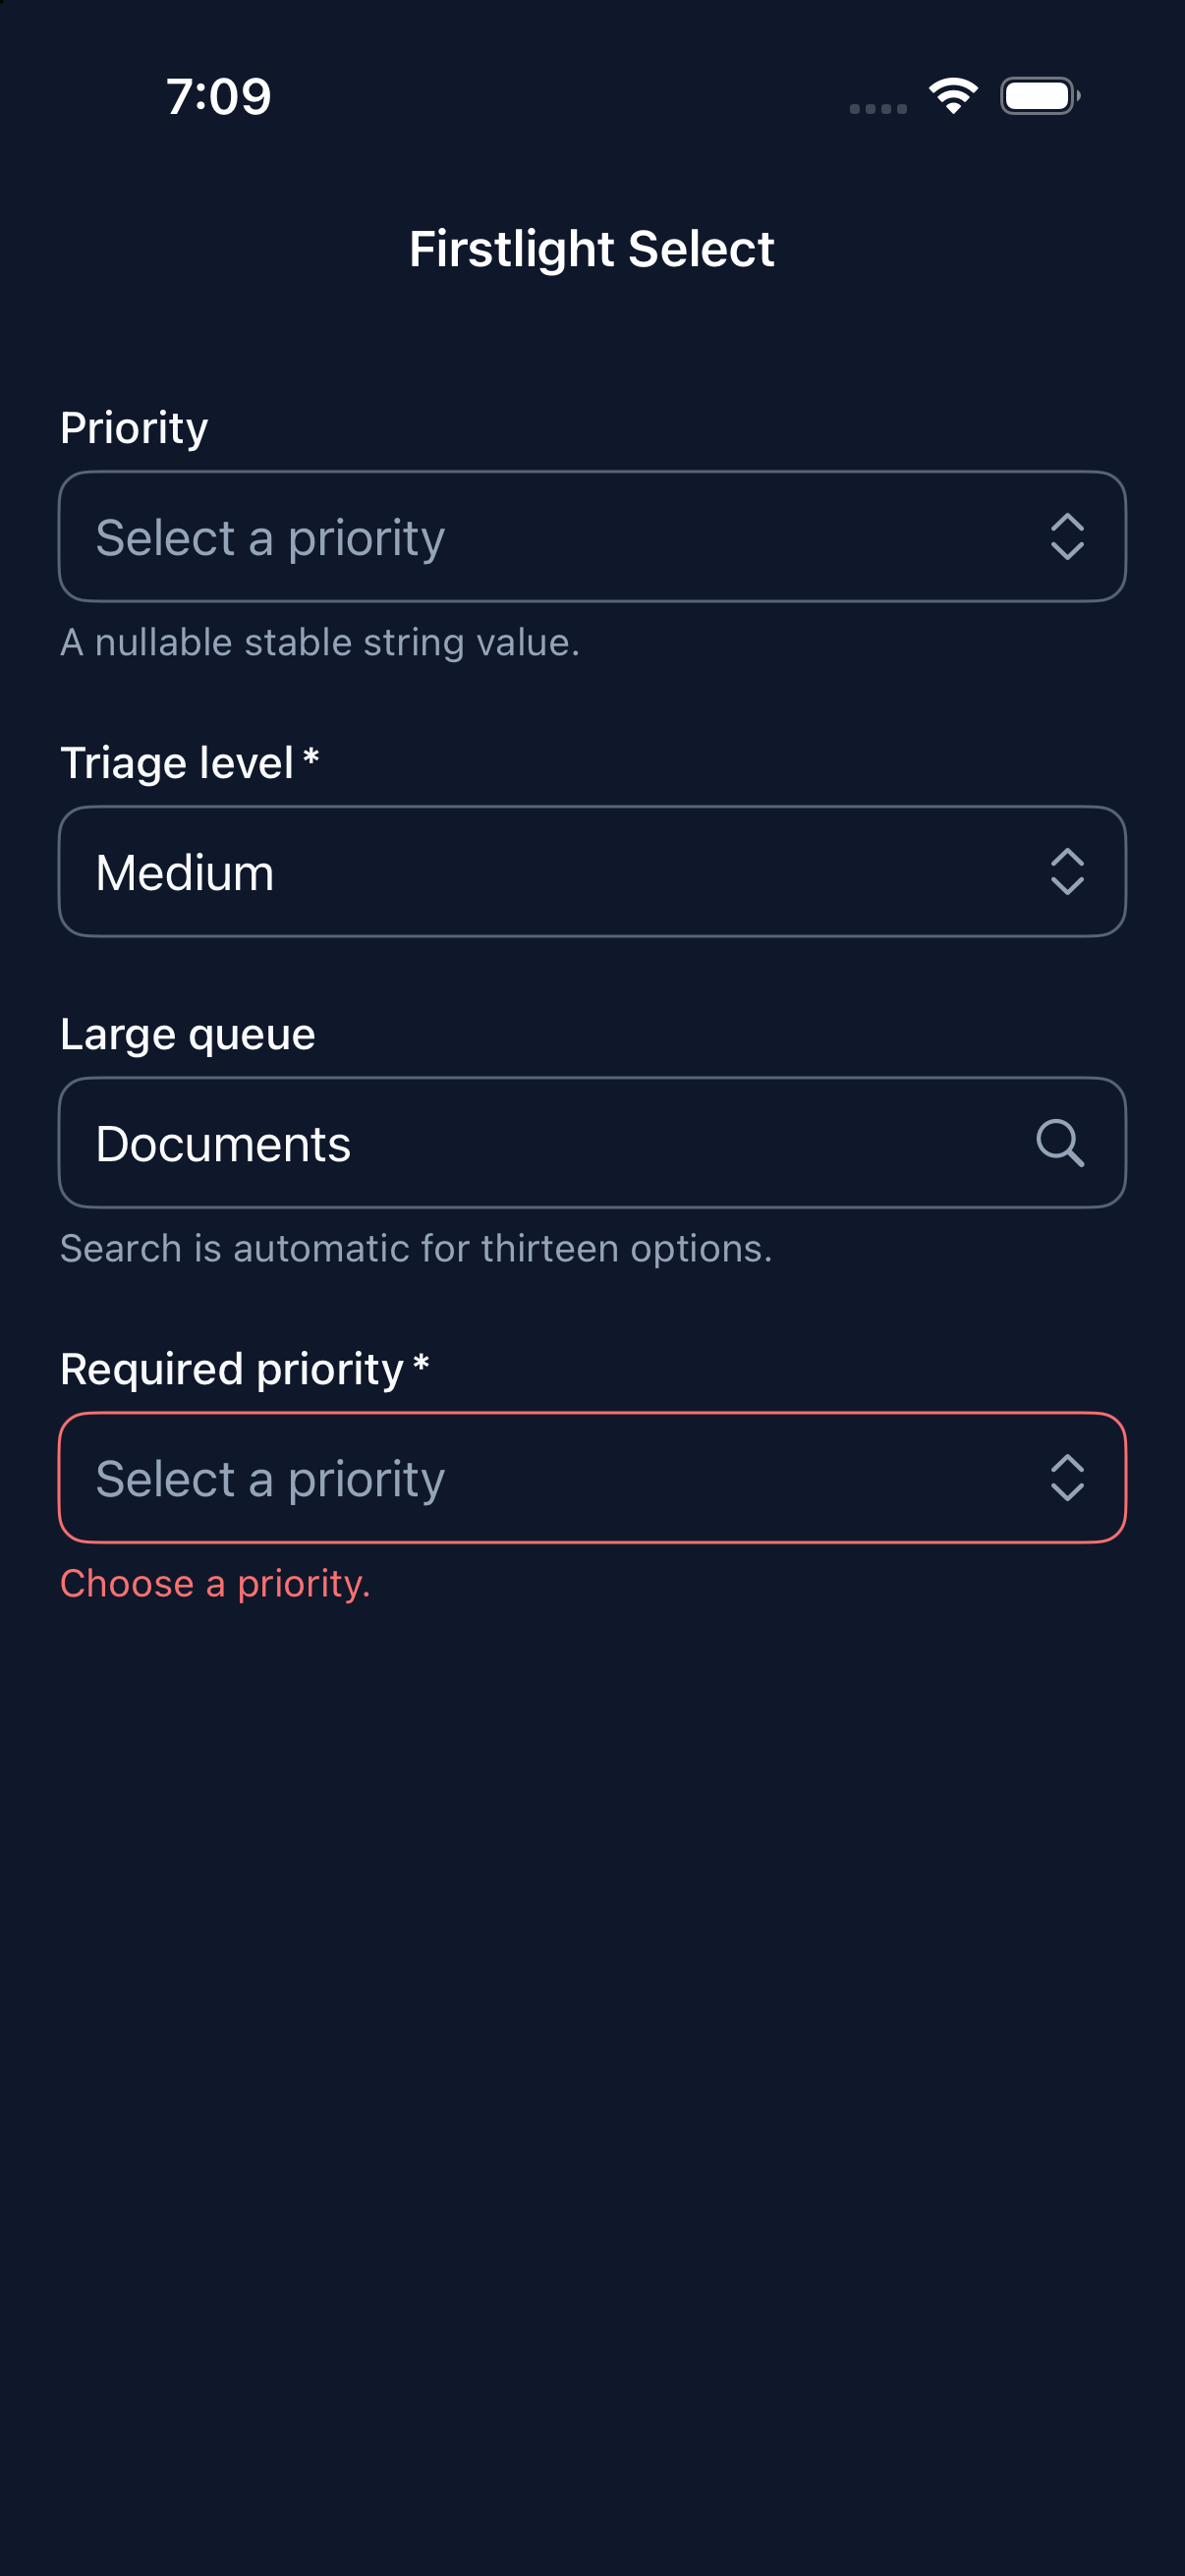 7:09
Firstlight Select
Priority
Select a priority
A nullable stable string value.
Triage level *
Medium
Large queue
Documents
Search is automatic for thirteen options.
Required priority *
Select a priority
Choose a priority.